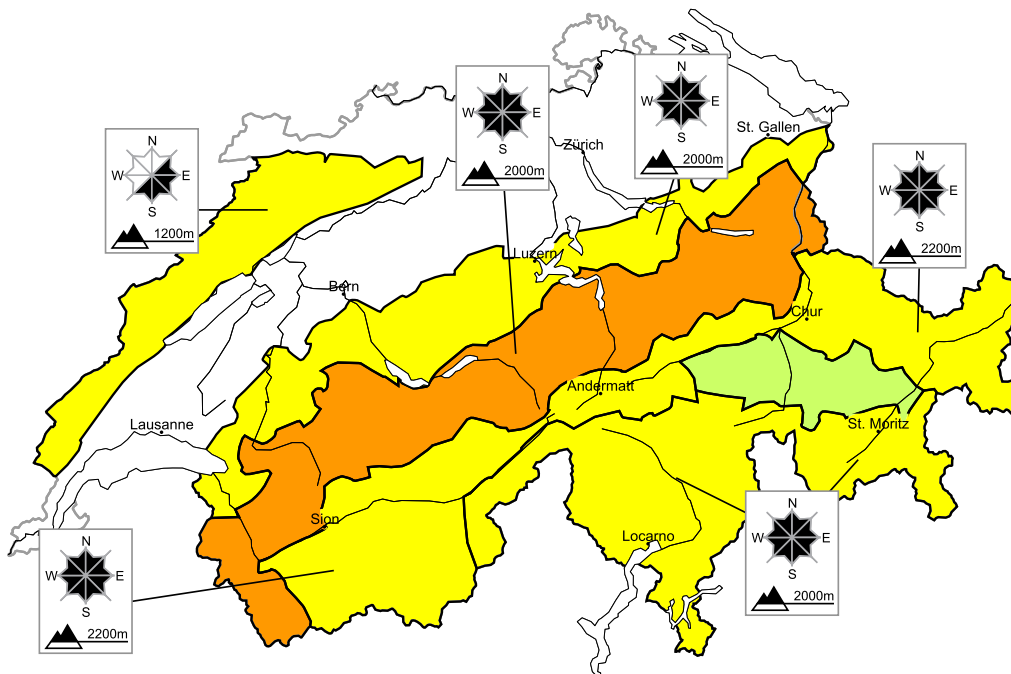 N
W E
S
2000m
N
W E
S
2000m
St. Gallen
Zürich
N
W E
S
1200m
N
W E
S
2200m
Luzern
Bern
Chur
Andermatt
St. Moritz
Lausanne
Sion
Locarno
N
W E
S
2000m
N
W E
S
2200m